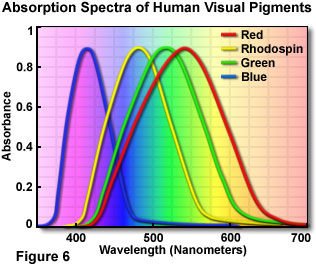 Absorption Spectra of Human Visual Pigments
1
0.8
0.6
0.4
0.2
0
Absorbance
Red
Rhodospin
Green
Blue
400 500 600 700
Wavelength (Nanometers)
Figure 6